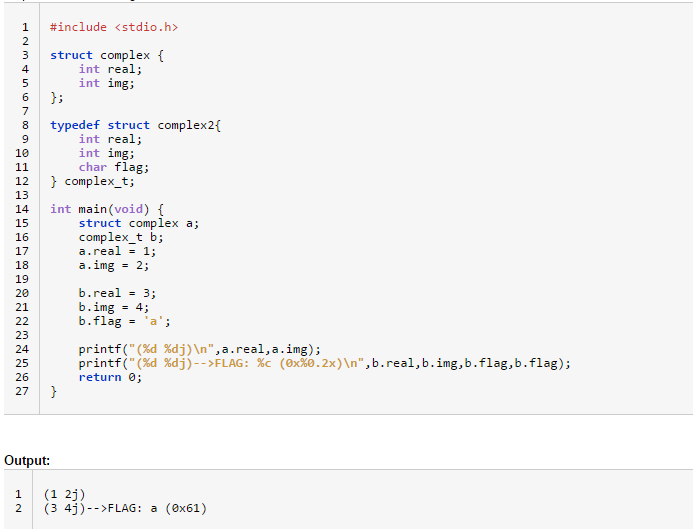 1 #include <stdio.h>
2
3 struct complex {
4     int real;
5     int img;
6 };
7
8 typedef struct complex2{
9     int real;
10     int img;
11     char flag;
12 } complex_t;
13
14 int main(void) {
15     struct complex a;
16     complex_t b;
17     a.real = 1;
18     a.img = 2;
19
20     b.real = 3;
21     b.img = 4;
22     b.flag = 'a';
23
24     printf("(%d %dj)\n",a.real,a.img);
25     printf("(%d %dj)-->FLAG: %c (0x%0.2x)\n",b.real,b.img,b.flag,b.flag);
26     return 0;
27 }
Output:
1 (1 2j)
2 (3 4j)-->FLAG: a (0x61)